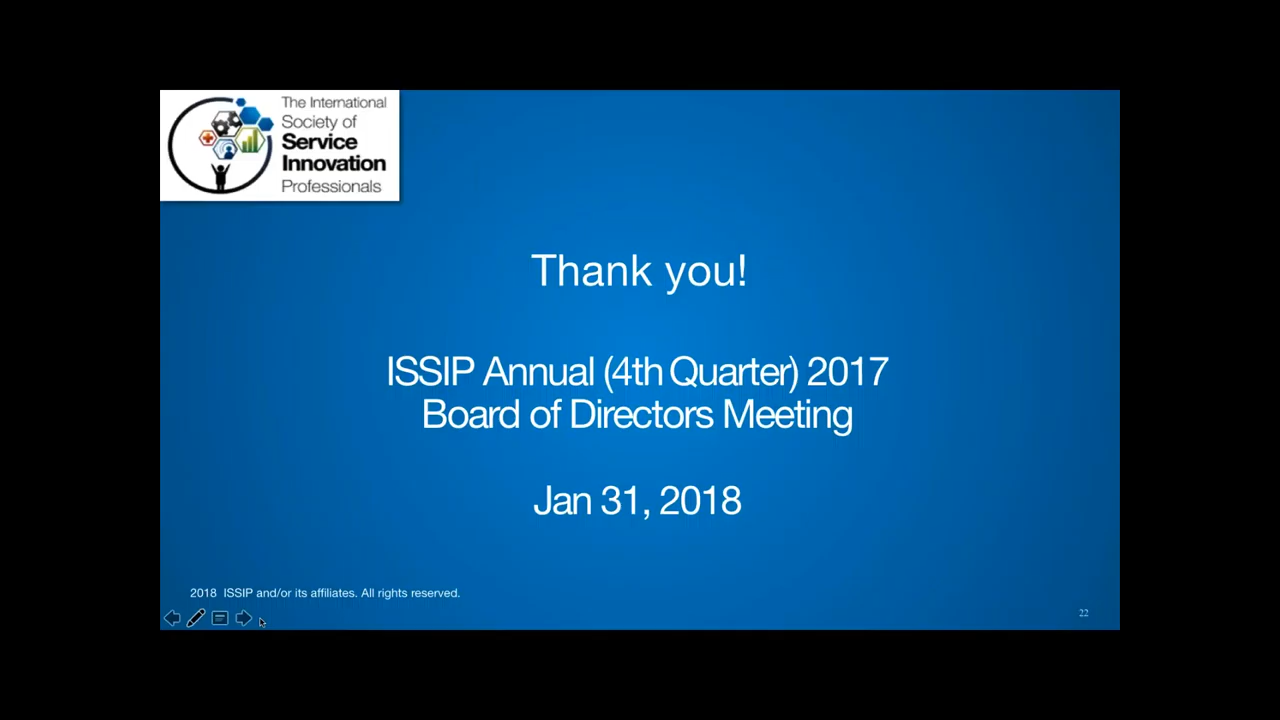 The International
Society of
Service
Innovation
Professionals
Thank you!
ISSIP Annual (4th Quarter) 2017
Board of Directors Meeting
Jan 31, 2018
2018 ISSIP and/or its affiliates. All rights reserved.
22